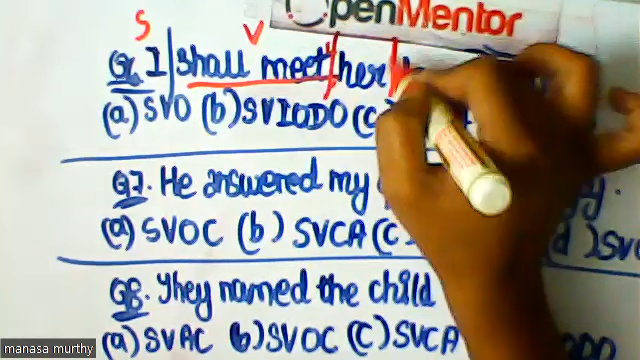 OpenMentor
S V
Q6. I shall meet her
(a) SVO (b) SVIODO (c
Q7. He answered my
(a) SVOC (b) SVCA (c d) SVO
Q8. They named the child
(a) SVAC (b) SVOC (c) SVCA
manasa murthy